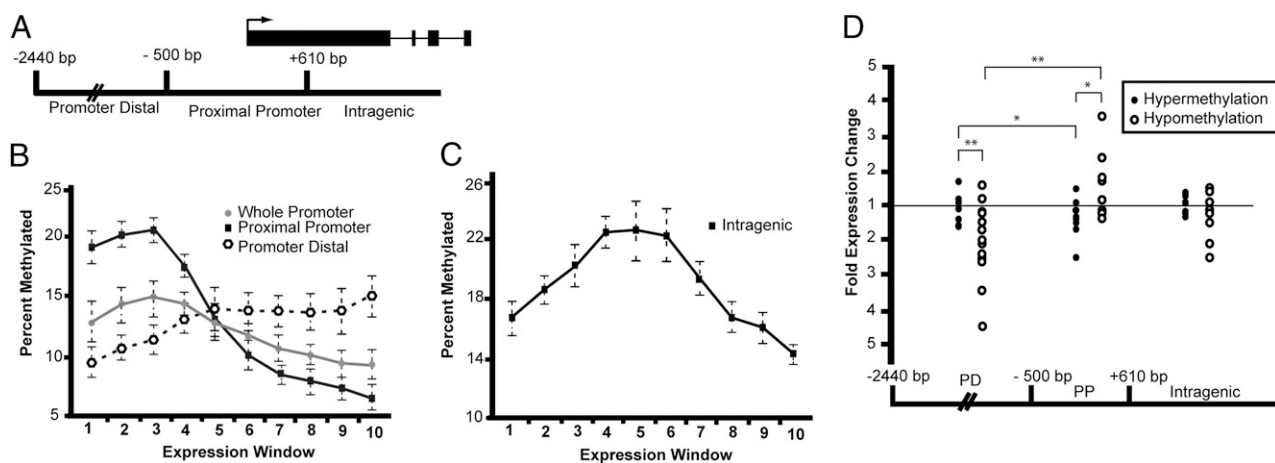 A
-2440 bp
- 500 bp
+610 bp
Promoter Distal
Proximal Promoter
Intragenic
B
Percent Methylated
25
20
15
10
5
Whole Promoter
Proximal Promoter
Promoter Distal
1 2 3 4 5 6 7 8 9 10
Expression Window
C
Percent Methylated
26
22
18
14
10
Intragenic
1 2 3 4 5 6 7 8 9 10
Expression Window
D
Fold Expression Change
5
4
3
2
1
2
3
4
5
**
*
*
**
Hypermethylation
Hypomethylation
-2440 bp
PD
- 500 bp
PP
+610 bp
Intragenic